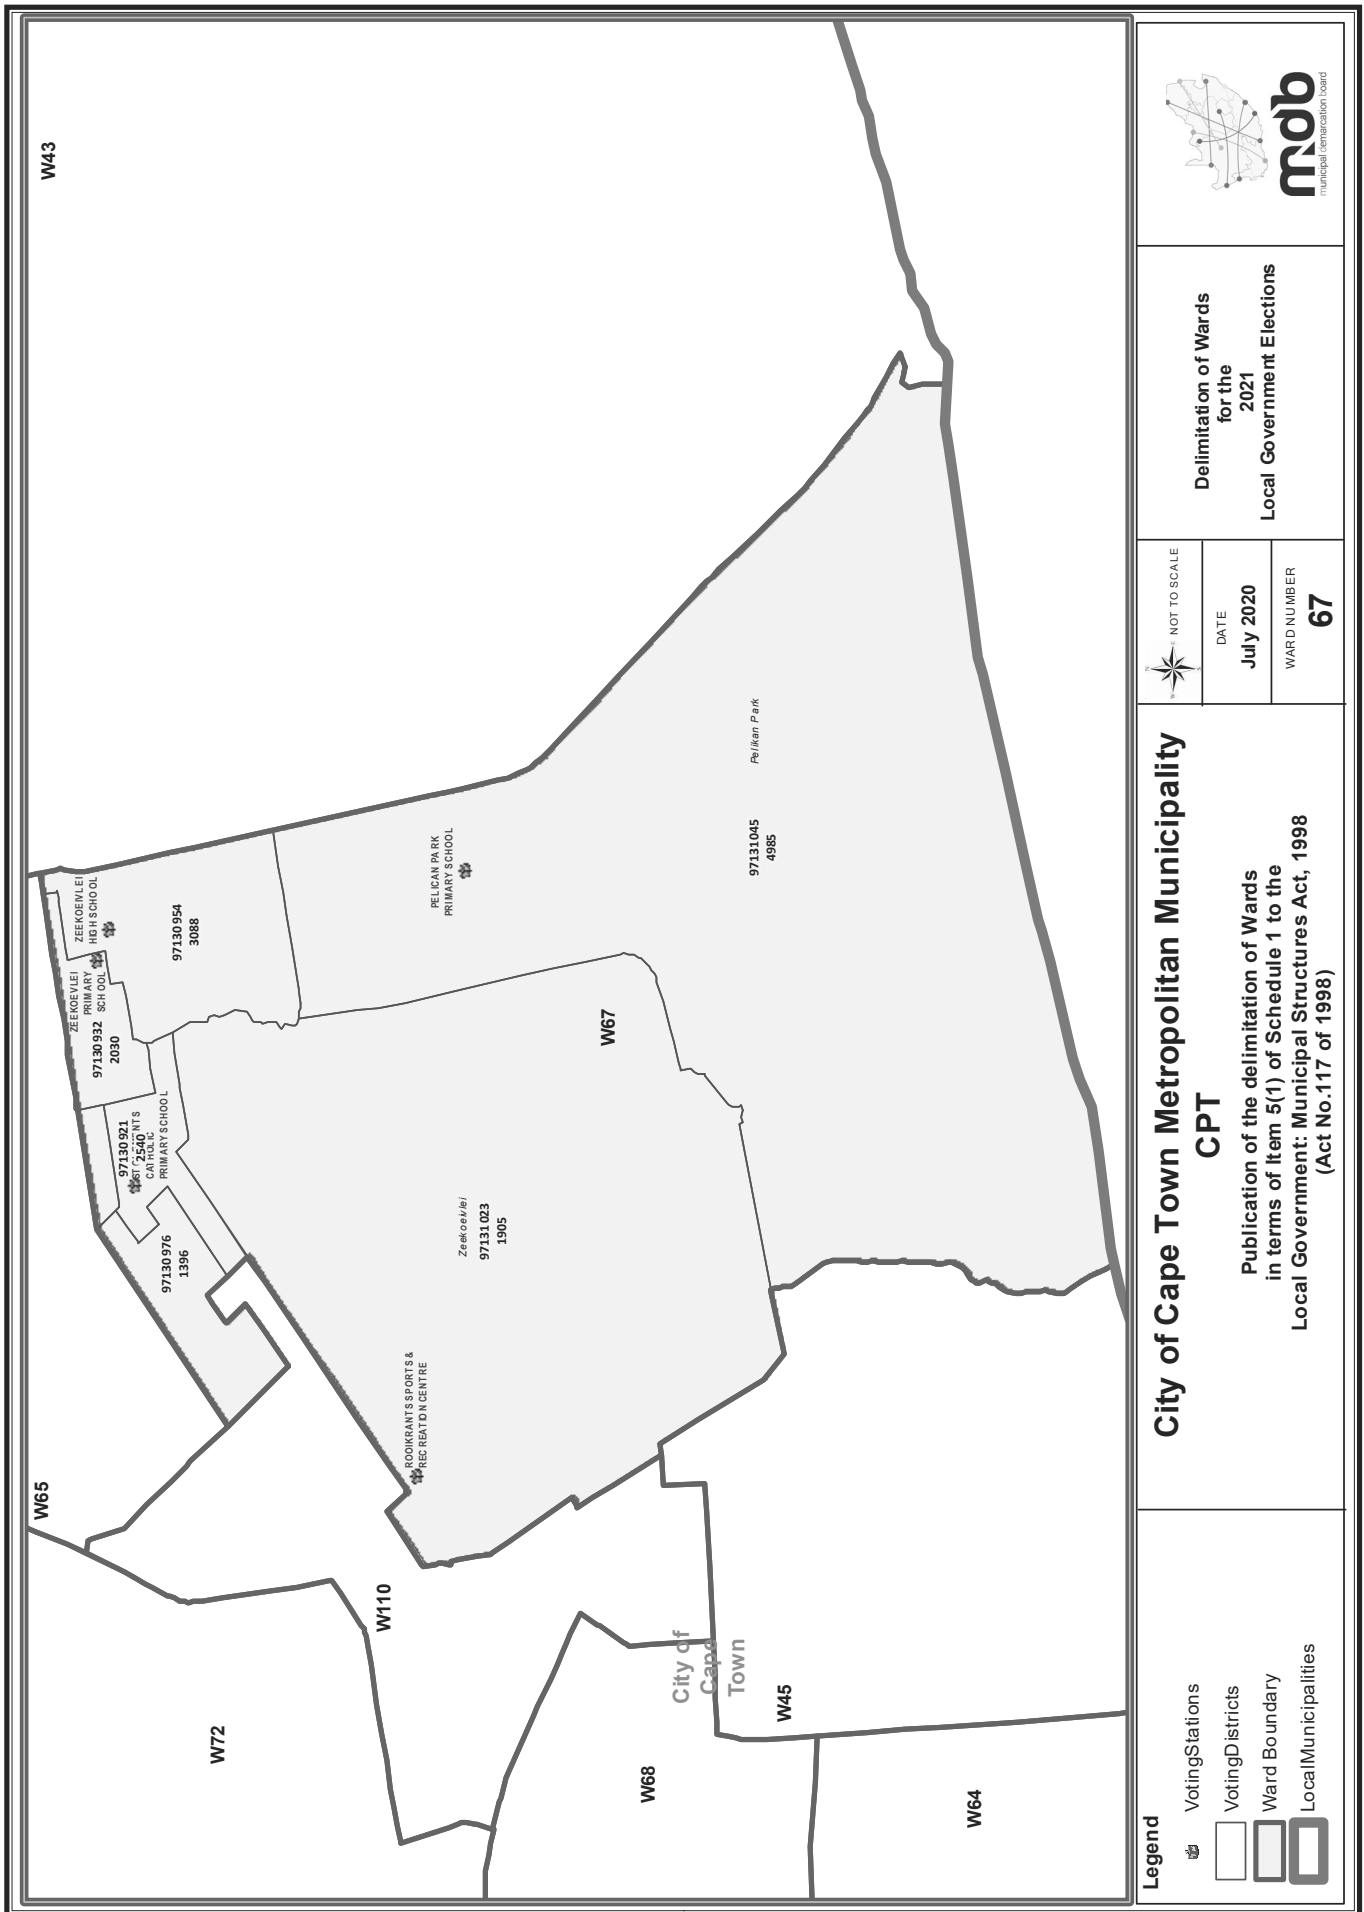 W43
W65
W72
W110
W68
W45
W64
W67
City of
Cape
Town
ZEEKOEIVLEI
HIGH SCHOOL
ZEEKOEVLEI
PRIMARY
SCHOOL
97130932
2030
97130954
3088
97130921
2540
CATHOLIC
PRIMARY SCHOOL
97130976
1396
PELICAN PARK
PRIMARY SCHOOL
Zeekoeivlei
97131023
1905
ROOIKRANTS SPORTS &
RECREATION CENTRE
Pelikan Park
97131045
4985
Legend
VotingStations
VotingDistricts
Ward Boundary
LocalMunicipalities
City of Cape Town Metropolitan Municipality
CPT
Publication of the delimitation of Wards
in terms of Item 5(1) of Schedule 1 to the
Local Government: Municipal Structures Act, 1998
(Act No.117 of 1998)
N
W
E
S
NOT TO SCALE
DATE
July 2020
WARD NUMBER
67
Delimitation of Wards
for the
2021
Local Government Elections
mdb
municipal demarcation board